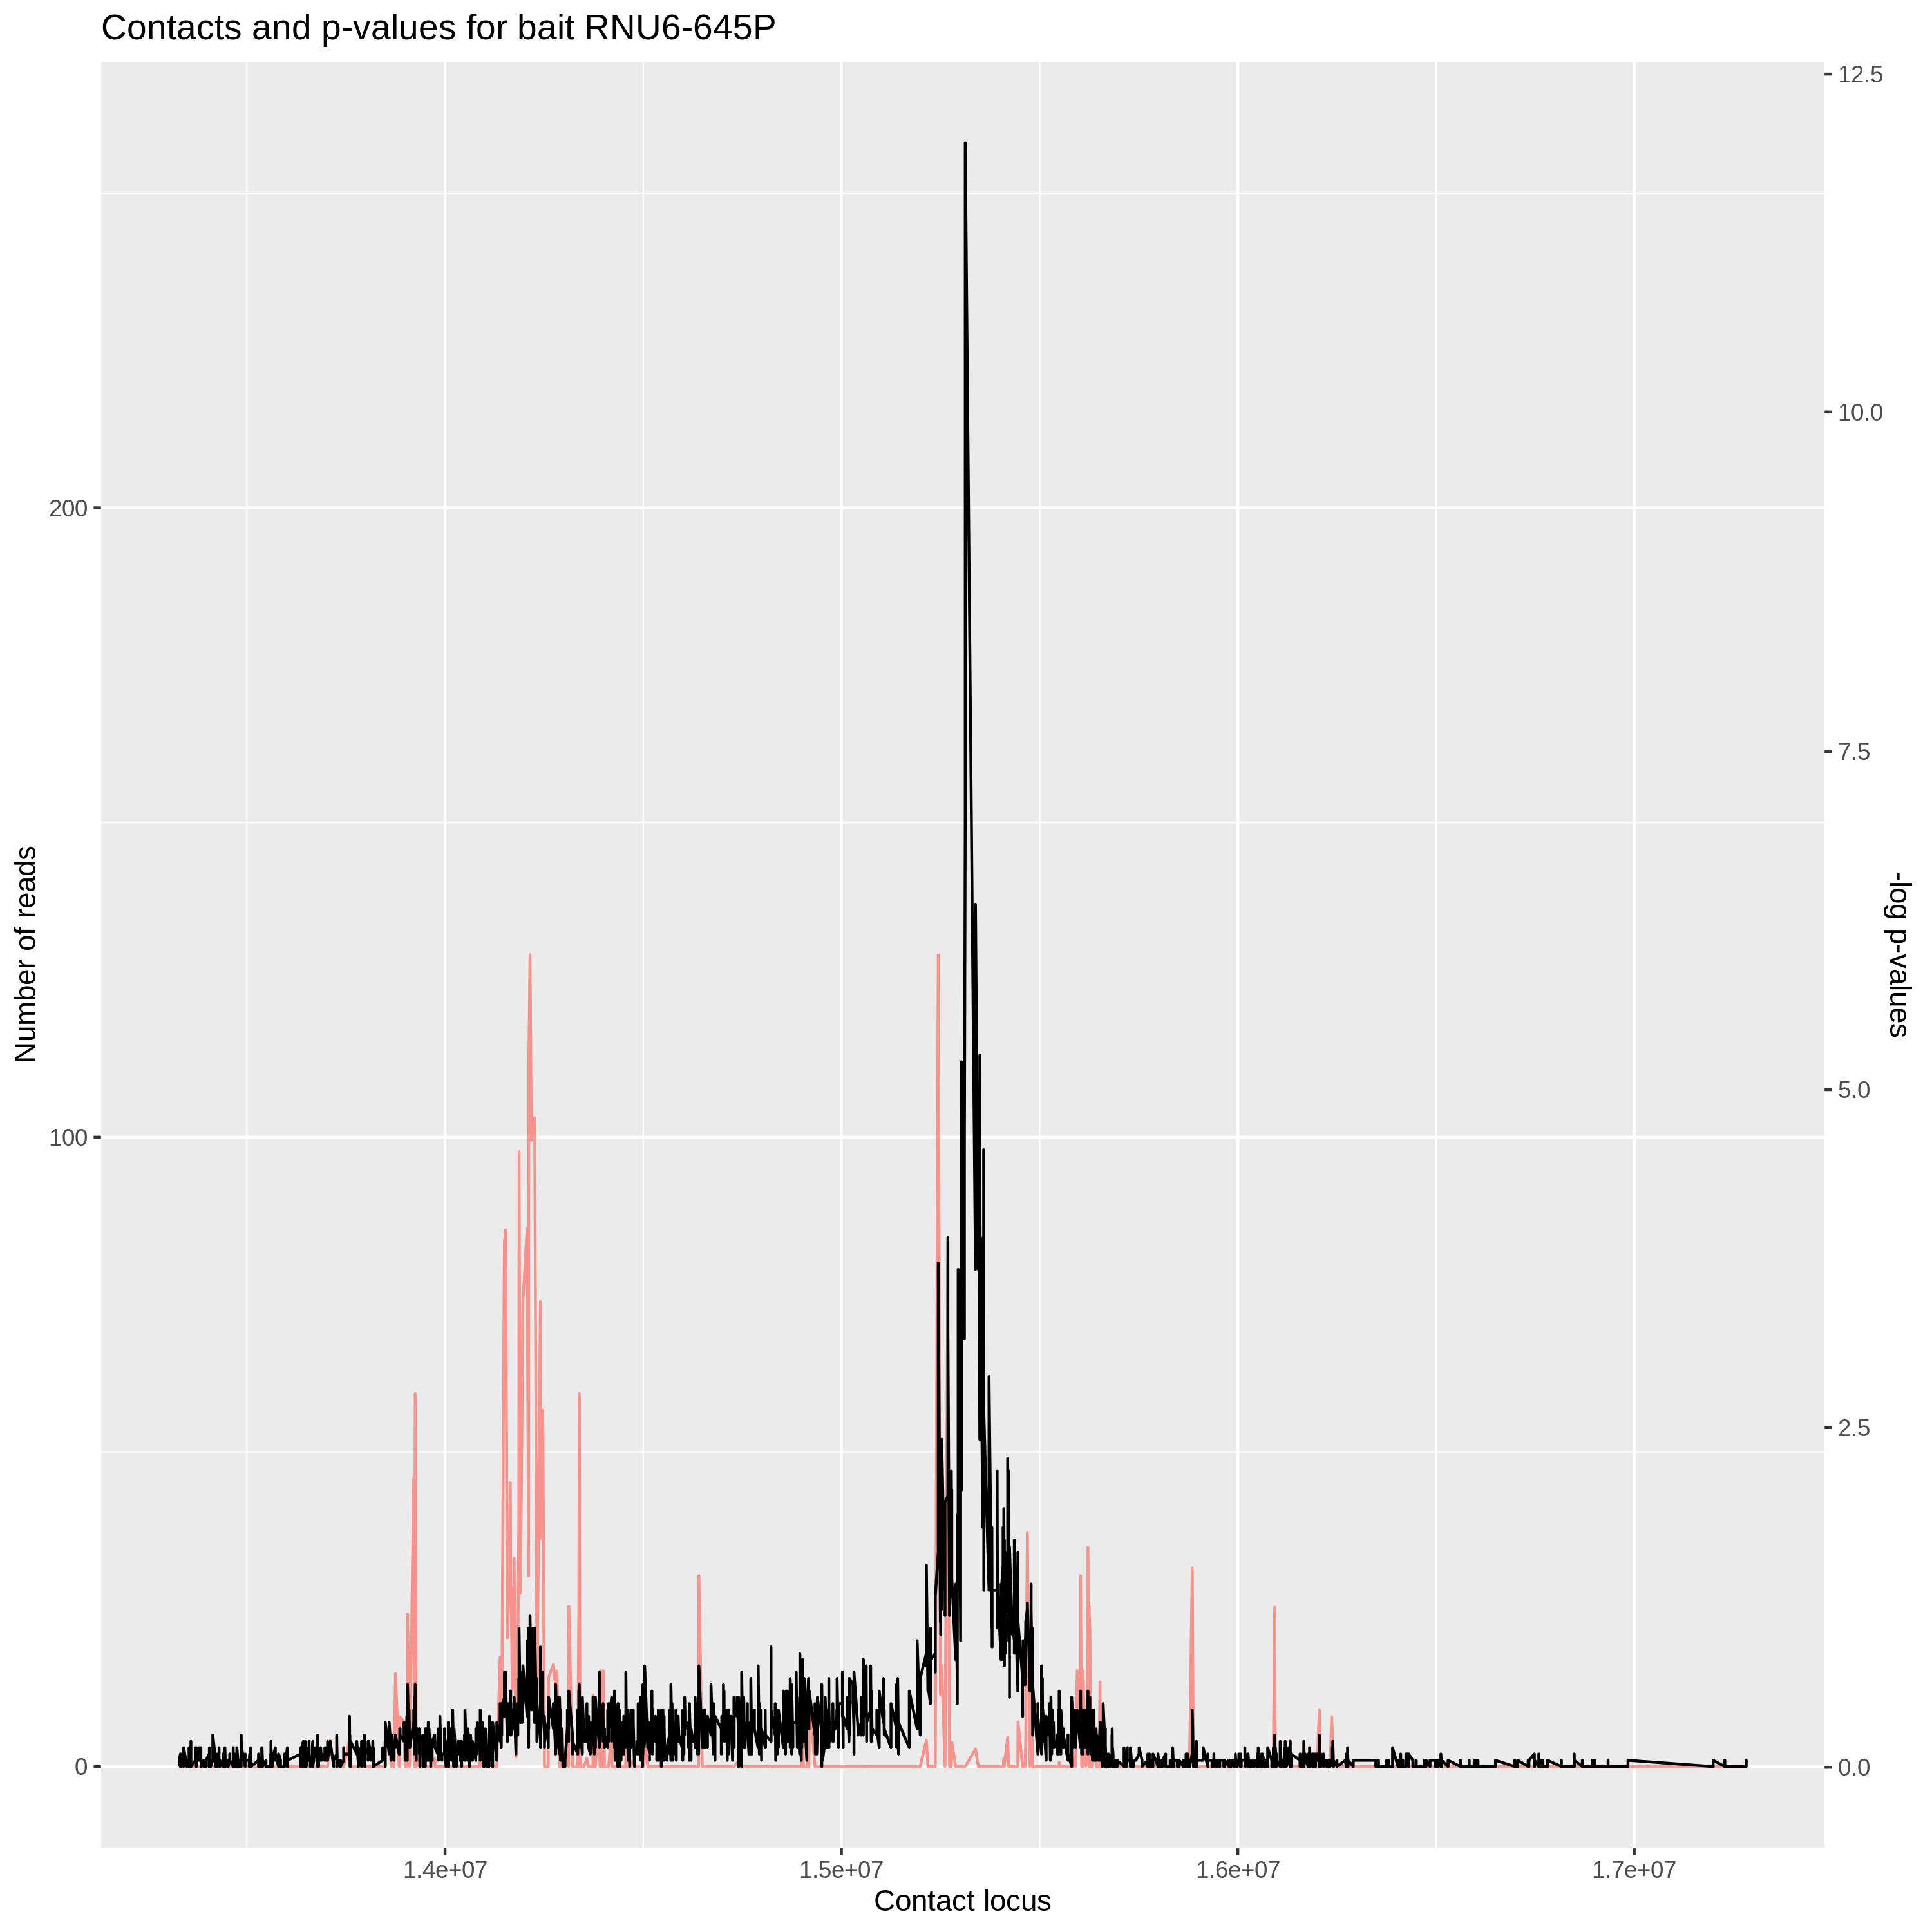 Contacts and p-values for bait RNU6-645P
12.5
10.0
7.5
5.0
2.5
0.0
-log p-values
200
100
0
Number of reads
1.4e+07
1.5e+07
1.6e+07
1.7e+07
Contact locus